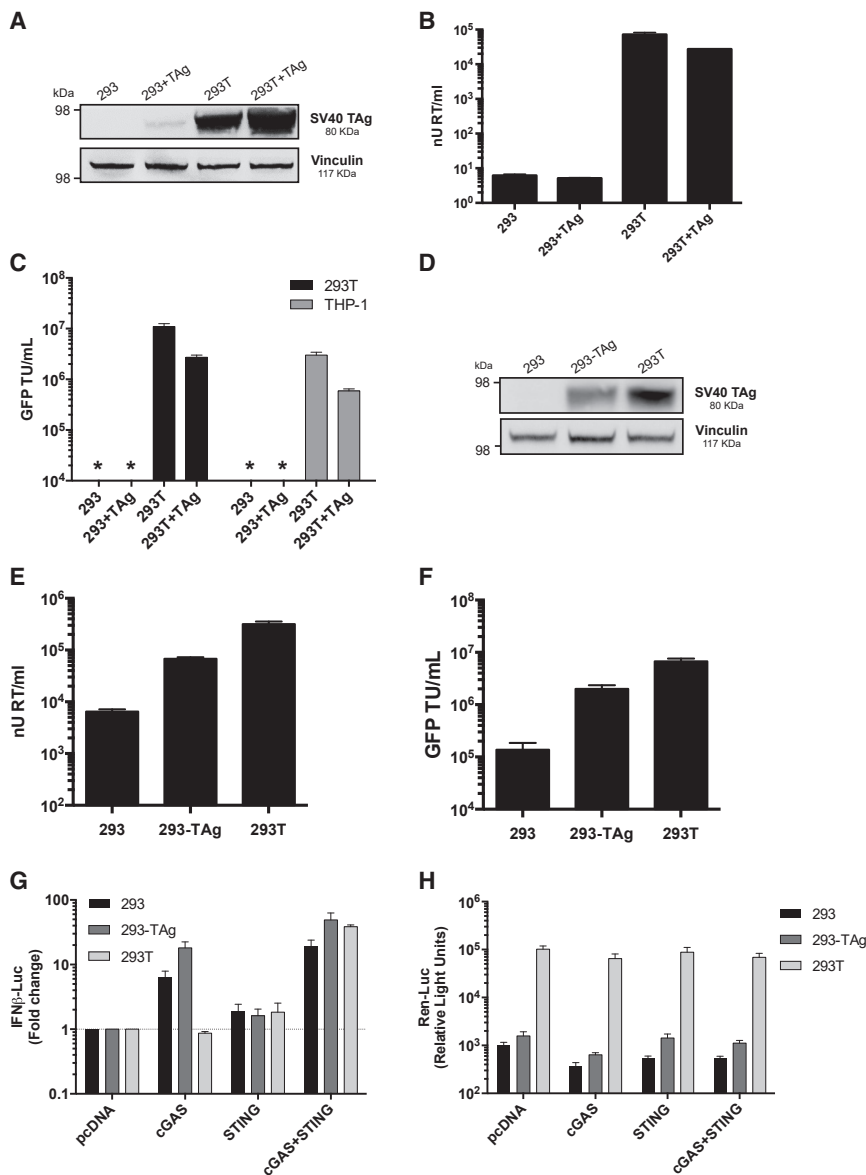 A
293
293+TAg
293T
293T+TAg
kDa
98
SV40 TAg
80 KDa
98
Vinculin
117 KDa
B
nU RT/ml
10^5
10^4
10^3
10^2
10^1
10^0
293
293+TAg
293T
293T+TAg
C
GFP TU/mL
10^8
10^7
10^6
10^5
10^4
293T
THP-1
* * * *
293
293+TAg
293T
293T+TAg
293
293+TAg
293T
293T+TAg
D
293
293-TAg
293T
kDa
98
SV40 TAg
80 KDa
98
Vinculin
117 KDa
E
nU RT/ml
10^6
10^5
10^4
10^3
10^2
293
293-TAg
293T
F
GFP TU/mL
10^8
10^7
10^6
10^5
10^4
293
293-TAg
293T
G
IFNβ-Luc
(Fold change)
100
10
1
0.1
293
293-TAg
293T
pcDNA
cGAS
STING
cGAS+STING
H
Ren-Luc
(Relative Light Units)
10^6
10^5
10^4
10^3
10^2
293
293-TAg
293T
pcDNA
cGAS
STING
cGAS+STING